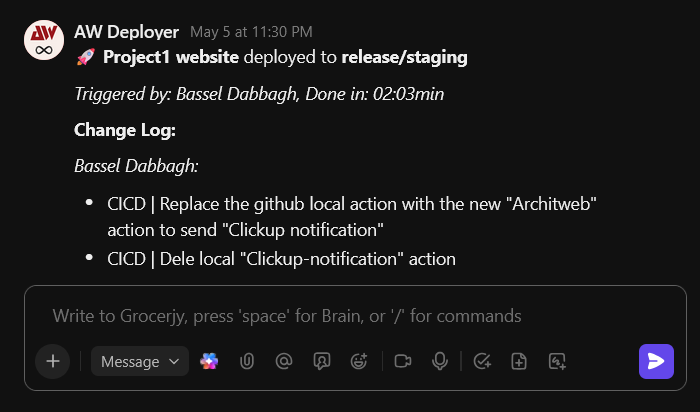 AW
AW Deployer May 5 at 11:30 PM
🚀 Project1 website deployed to release/staging
Triggered by: Bassel Dabbagh, Done in: 02:03min
Change Log:
Bassel Dabbagh:
• CICD | Replace the github local action with the new "Architweb"
action to send "Clickup notification"
• CICD | Dele local "Clickup-notification" action
Write to Grocerjy, press 'space' for Brain, or '/' for commands
Message